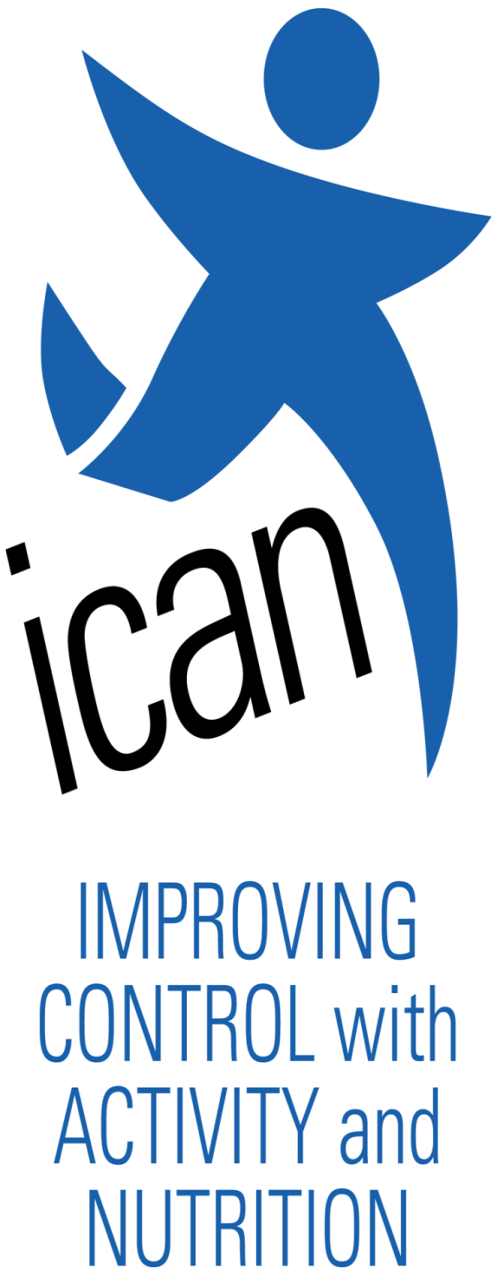 ican
IMPROVING
CONTROL with
ACTIVITY and
NUTRITION